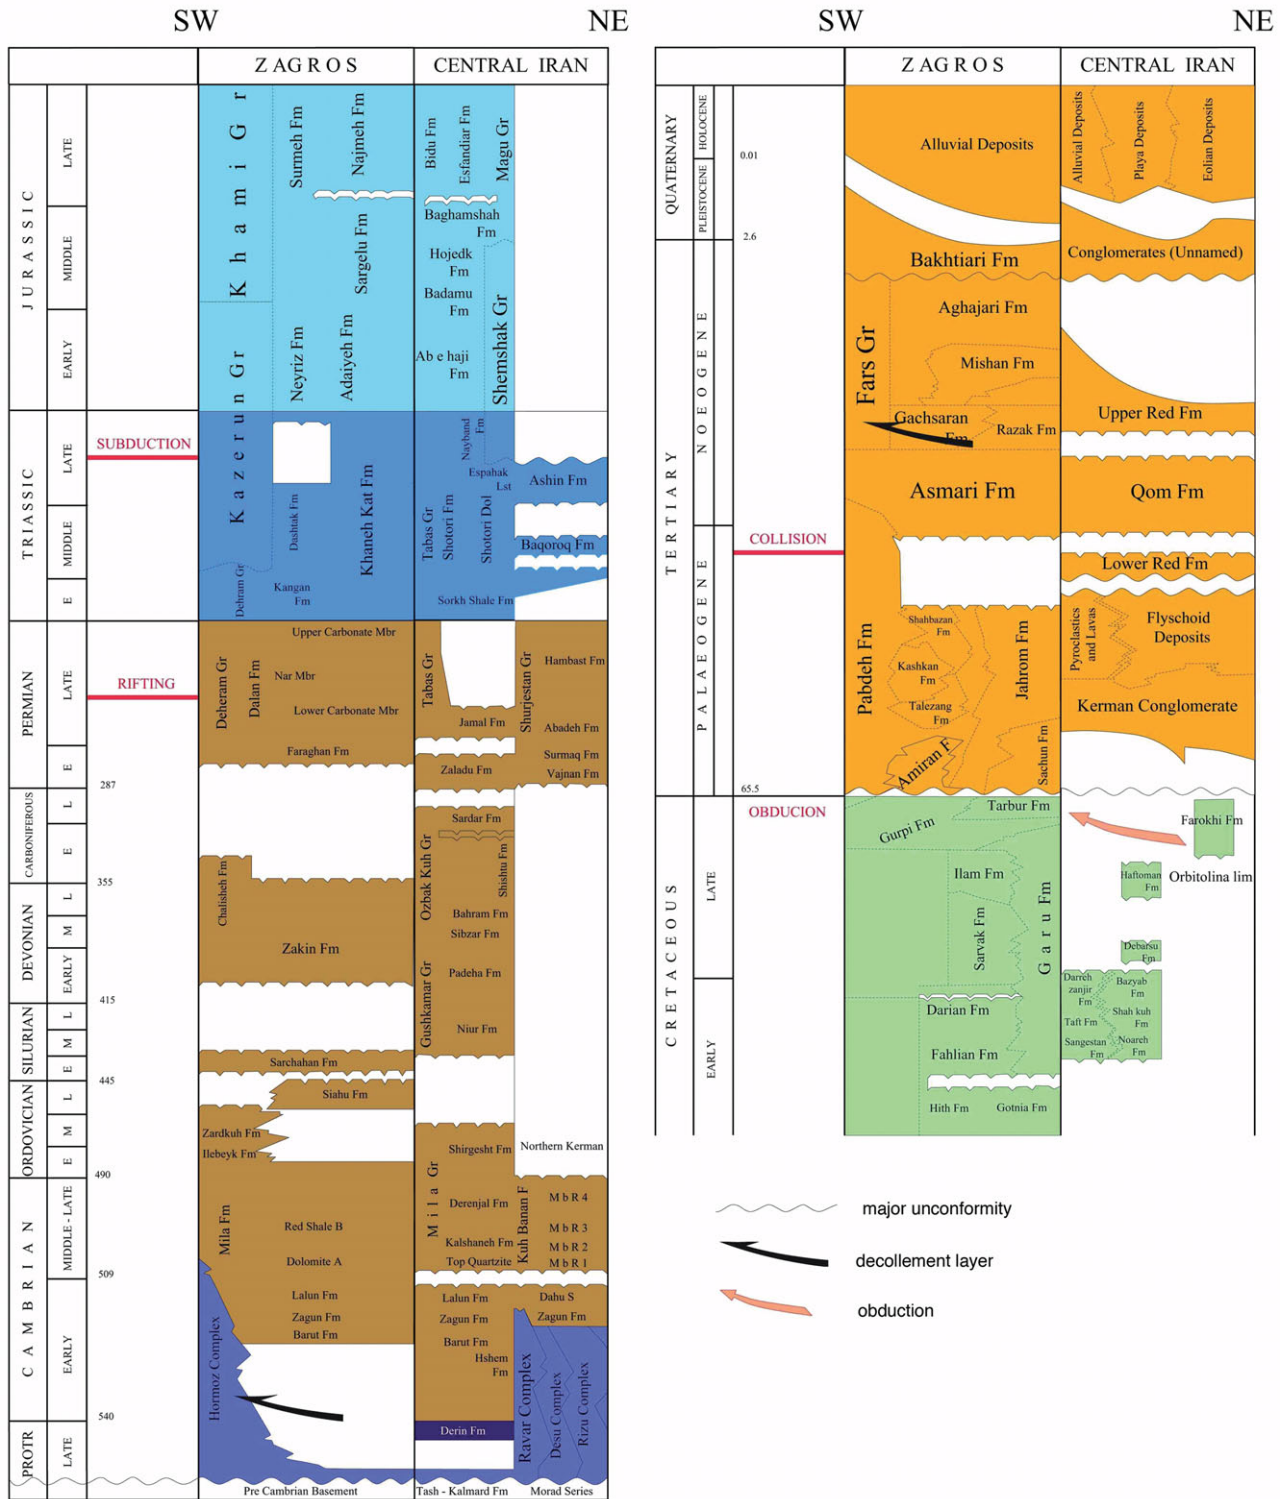 SW
NE
ZAGROS
CENTRAL IRAN
JURASSIC
LATE
MIDDLE
EARLY
Khami Gr
Surmeh Fm
Najmeh Fm
Sargelu Fm
Neyriz Fm
Adaiyeh Fm
Bidu Fm
Esfandiar Fm
Magu Gr
Baghamshah
Fm
Hojedk
Fm
Badamu
Fm
Ab e haji
Fm
Shemshak Gr
TRIASSIC
LATE
MIDDLE
E
SUBDUCTION
Kazerun Gr
Dashtak Fm
Khaneh Kat Fm
Dehram Gr
Kangan
Fm
Nayband
Fm
Espahak
Lst
Tabas Gr
Shotori Fm
Shotori Dol
Sorkh Shale Fm
Ashin Fm
Baqoroq Fm
PERMIAN
LATE
E
RIFTING
287
Upper Carbonate Mbr
Deheram Gr
Dalan Fm
Nar Mbr
Lower Carbonate Mbr
Faraghan Fm
Tabas Gr
Jamal Fm
Zaladu Fm
Shurjestan Gr
Hambast Fm
Abadeh Fm
Surmaq Fm
Vajnan Fm
CARBONIFEROUS
L
E
355
Chalisheh Fm
Sardar Fm
Ozbak Kuh Gr
Shishtu Fm
DEVONIAN
L
M
EARLY
415
Zakin Fm
Bahram Fm
Sibzar Fm
Padeha Fm
Gushkamar Gr
Niur Fm
SILURIAN
L
M
E
445
Sarchahan Fm
ORDOVICIAN
L
M
E
490
Siahu Fm
Zardkuh Fm
Ilebeyk Fm
Shirgesht Fm
Northern Kerman
CAMBRIAN
MIDDLE - LATE
EARLY
509
540
Mila Fm
Red Shale B
Dolomite A
Lalun Fm
Zagun Fm
Barut Fm
Hormoz Complex
Mila Gr
Derenjal Fm
Kalshaneh Fm
Top Quartzite
Lalun Fm
Zagun Fm
Barut Fm
Hshem
Fm
Derin Fm
Kuh Banan F
M b R 4
M b R 3
M b R 2
M b R 1
Dahu S
Zagun Fm
Ravar Complex
Desu Complex
Rizu Complex
PROTR
LATE
Pre Cambrian Basement
Tash - Kalmard Fm
Morad Series
SW
NE
ZAGROS
CENTRAL IRAN
QUATERNARY
HOLOCENE
PLEISTOCENE
0.01
2.6
Alluvial Deposits
Alluvial Deposits
Playa Deposits
Eolian Deposits
Bakhtiari Fm
Conglomerates (Unnamed)
TERTIARY
NOEOGENE
PALAEOGENE
COLLISION
65.5
Fars Gr
Aghajari Fm
Mishan Fm
Gachsaran
Fm
Razak Fm
Upper Red Fm
Asmari Fm
Qom Fm
Lower Red Fm
Pabdeh Fm
Shahbazan
Fm
Kashkan
Fm
Talezang
Fm
Amiran F
Jahrom Fm
Sachun Fm
Pyroclastics
and Lavas
Flyschoid
Deposits
Kerman Conglomerate
CRETACEOUS
LATE
EARLY
OBDUCION
Tarbur Fm
Gurpi Fm
Ilam Fm
Sarvak Fm
Garu Fm
Darian Fm
Fahlian Fm
Hith Fm
Gotnia Fm
Farokhi Fm
Haftoman
Fm
Orbitolina lim
Debarsu
Fm
Darreh
zanjir
Fm
Bazyab
Fm
Taft Fm
Shah kuh
Fm
Sangestan
Fm
Noareh
Fm
major unconformity
decollement layer
obduction